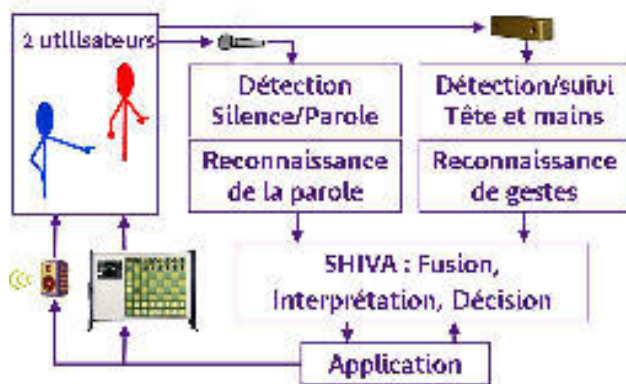 2 utilisateurs
Détection
Silence/Parole
Détection/suivi
Tête et mains
Reconnaissance
de la parole
Reconnaissance
de gestes
SHIVA : Fusion,
Interprétation, Décision
Application